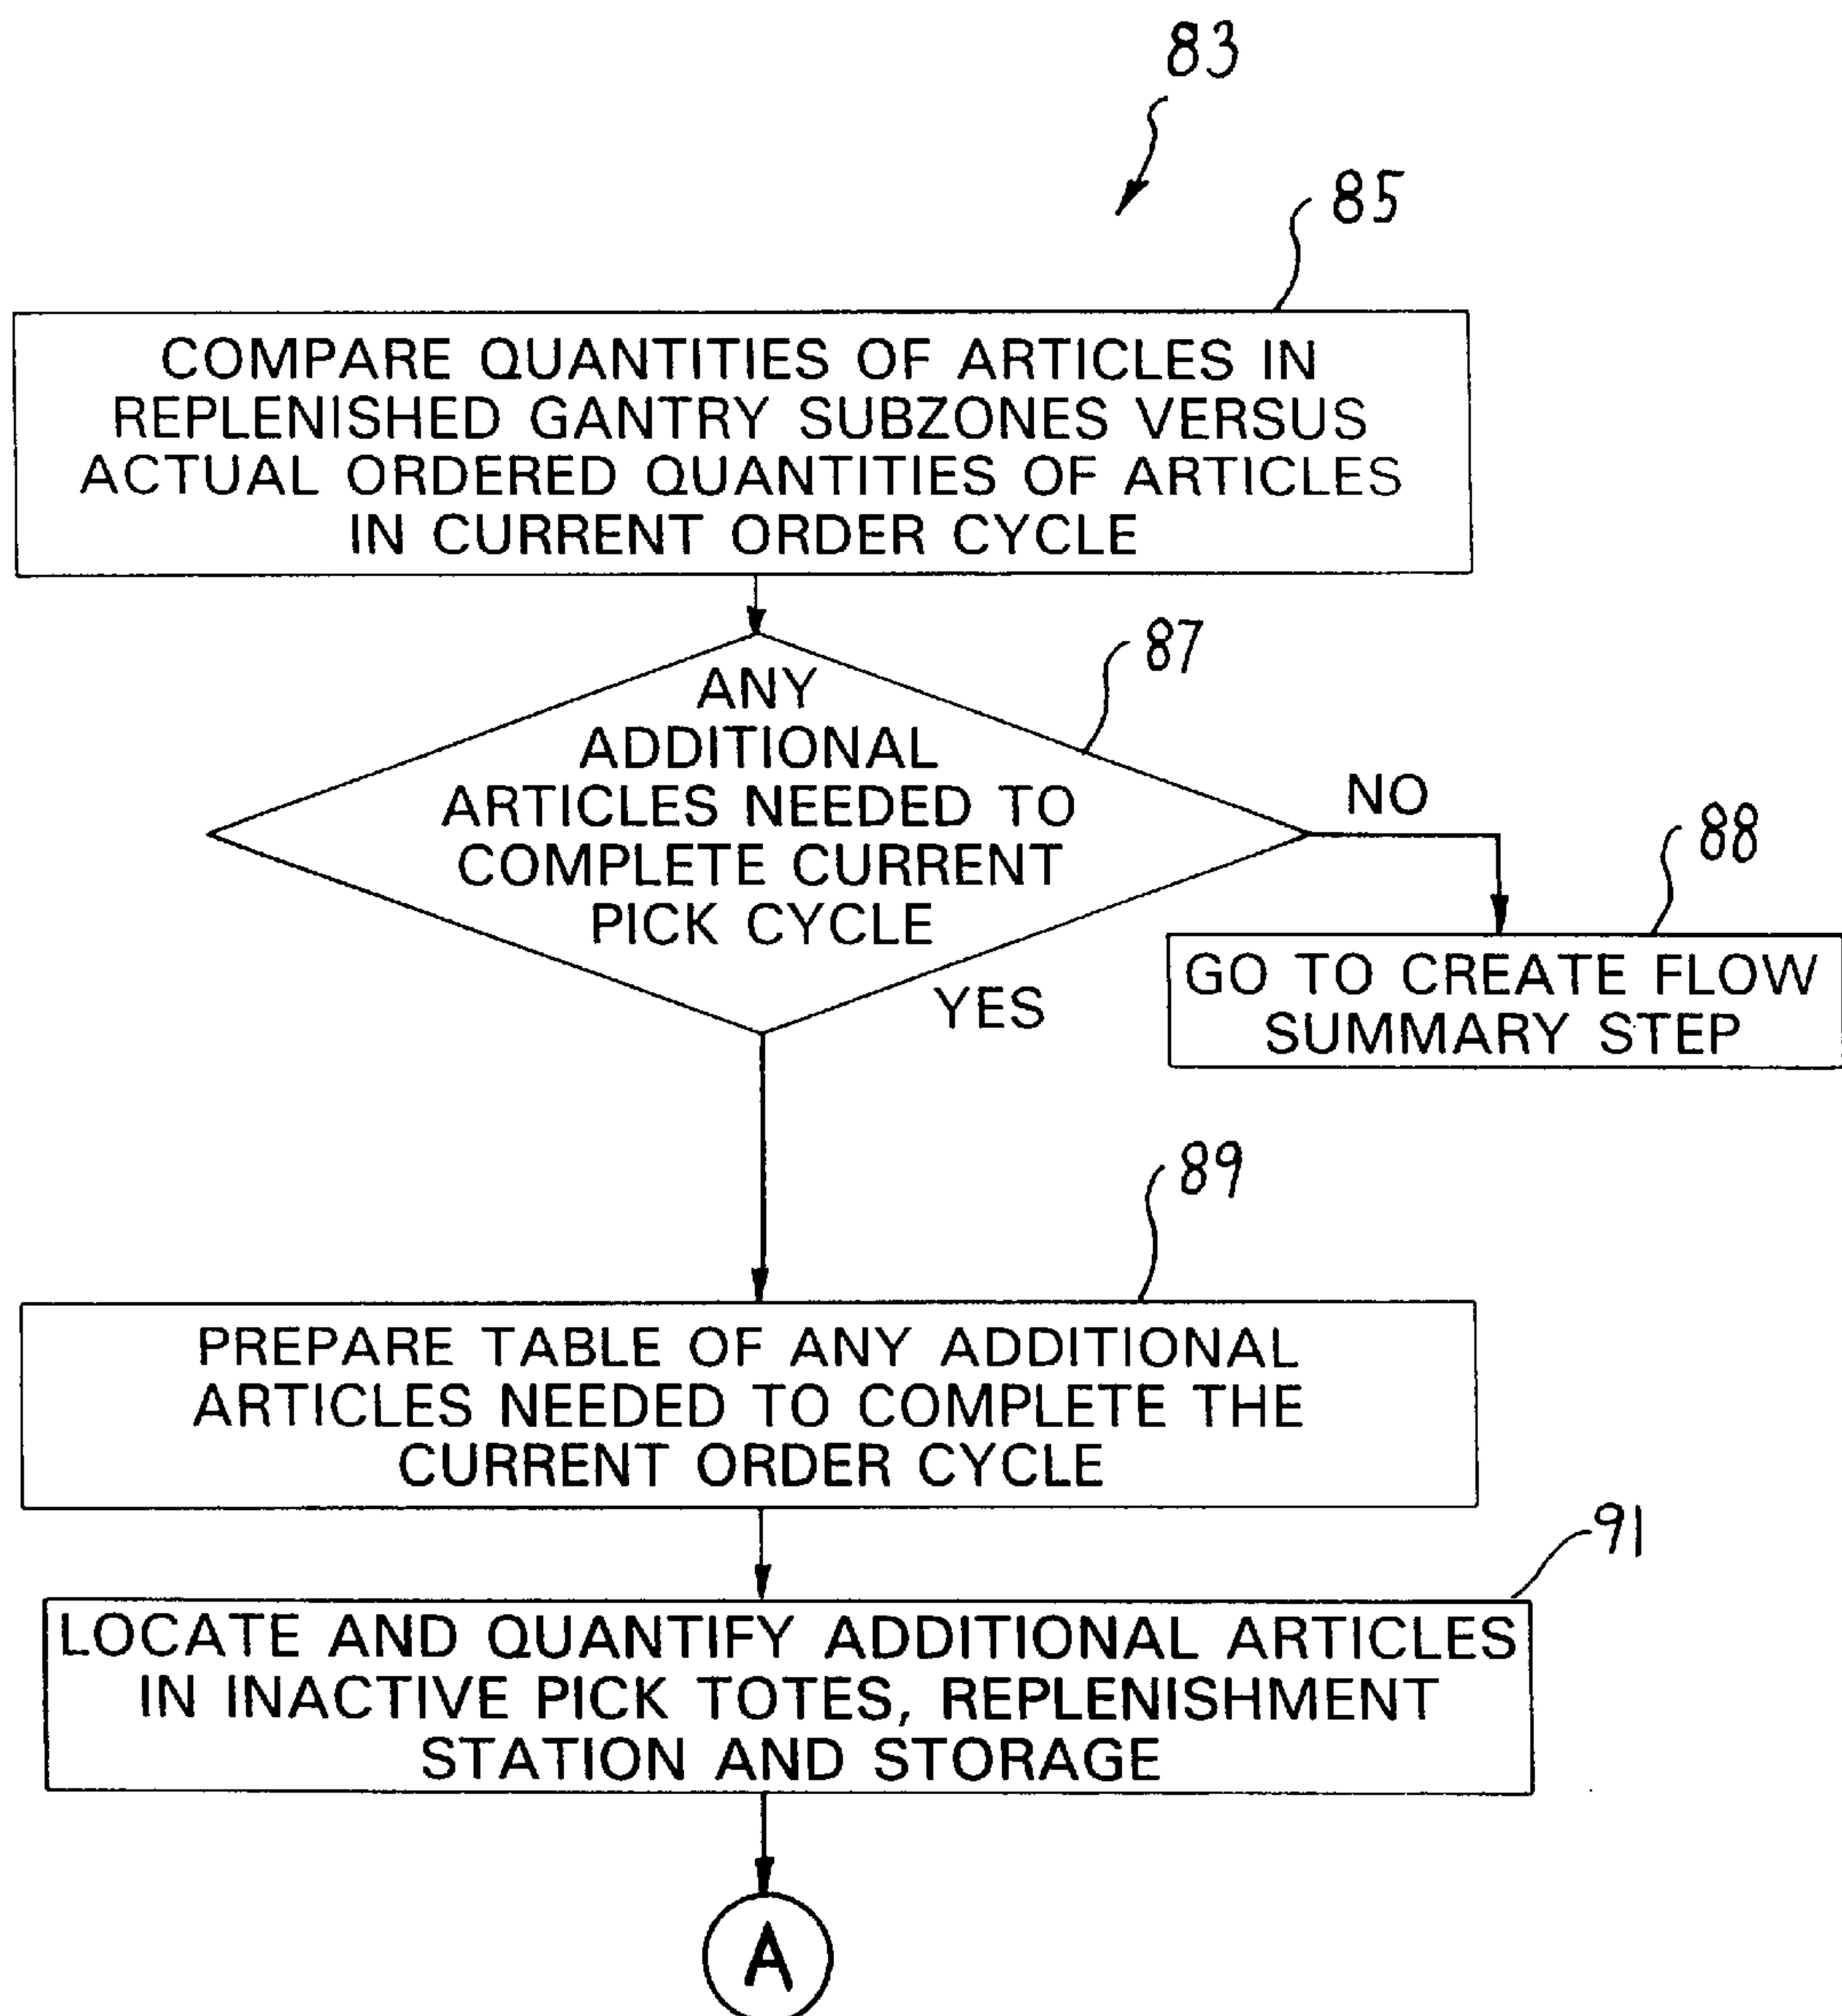 83
85
COMPARE QUANTITIES OF ARTICLES IN
REPLENISHED GANTRY SUBZONES VERSUS
ACTUAL ORDERED QUANTITIES OF ARTICLES
IN CURRENT ORDER CYCLE
87
ANY
ADDITIONAL
ARTICLES NEEDED TO
COMPLETE CURRENT
PICK CYCLE
NO
88
GO TO CREATE FLOW
SUMMARY STEP
YES
89
PREPARE TABLE OF ANY ADDITIONAL
ARTICLES NEEDED TO COMPLETE THE
CURRENT ORDER CYCLE
91
LOCATE AND QUANTIFY ADDITIONAL ARTICLES
IN INACTIVE PICK TOTES, REPLENISHMENT
STATION AND STORAGE
A